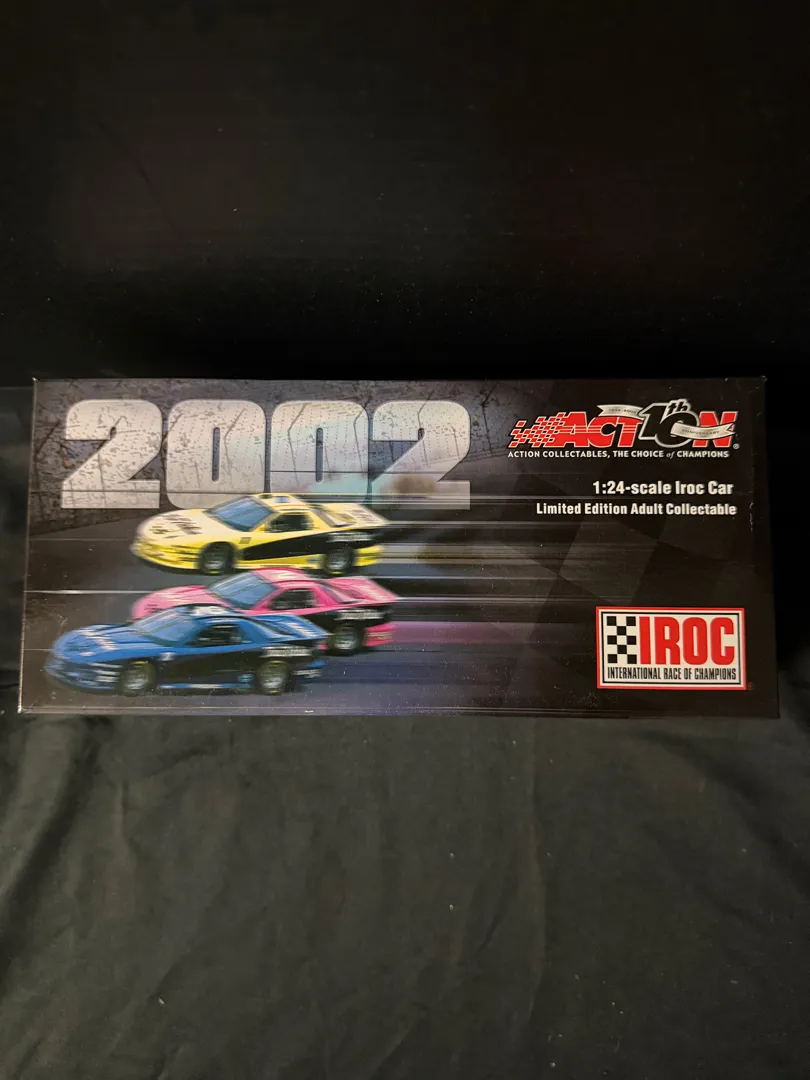 2002
ACTION
10th
ACTION COLLECTABLES, THE CHOICE of CHAMPIONS
1:24-scale Iroc Car
Limited Edition Adult Collectable
IROC
INTERNATIONAL RACE OF CHAMPIONS